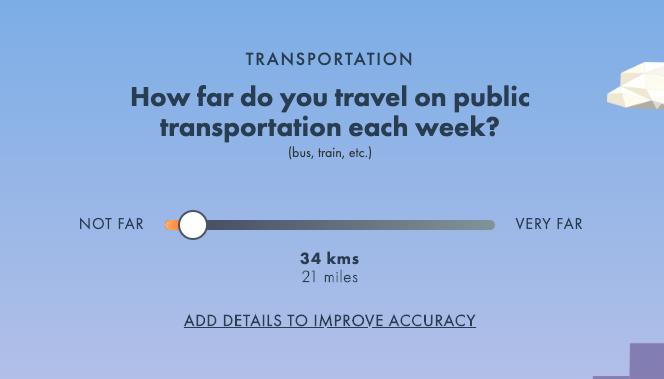 TRANSPORTATION
How far do you travel on public
transportation each week?
(bus, train, etc.)
NOT FAR
VERY FAR
34 kms
21 miles
ADD DETAILS TO IMPROVE ACCURACY